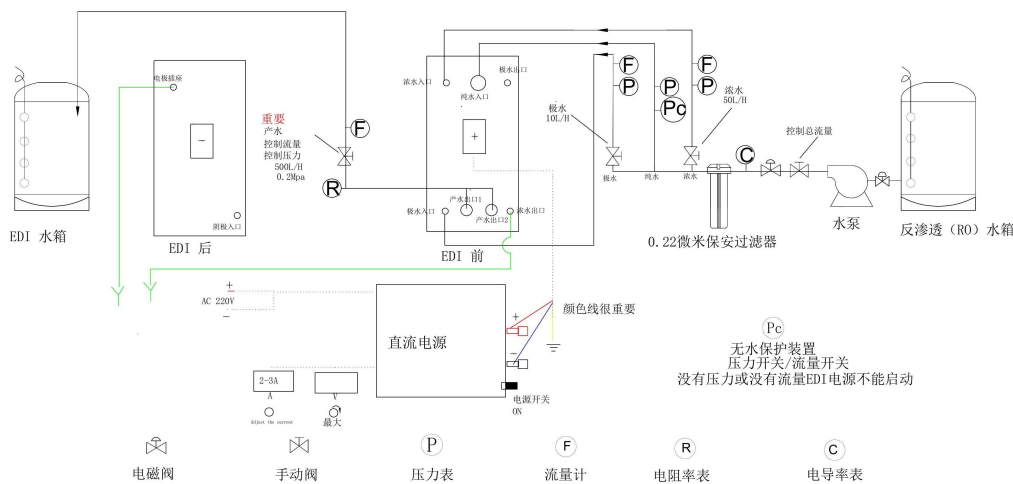 F
F
F
浓水入口
极水出口
电极插座
P
P
P
浓水
50L/H
纯水入口
极水
10L/H
Pc
重要
产水
控制流量
控制压力
500L/H
0.2Mpa
F
控制总流量
+
−
C
R
极水
纯水
浓水
产水出口1
极水入口
浓水出口
产水出口2
阴极入口
水泵
EDI 水箱
EDI 后
EDI 前
0.22微米保安过滤器
反渗透（RO）水箱
+
AC 220V
−
颜色线很重要
+
直流电源
−
Pc
无水保护装置
压力开关/流量开关
没有压力或没有流量EDI电源不能启动
2-3A
A
V
电源开关
ON
Adjust the current
最大
P
F
R
C
电磁阀
手动阀
压力表
流量计
电阻率表
电导率表